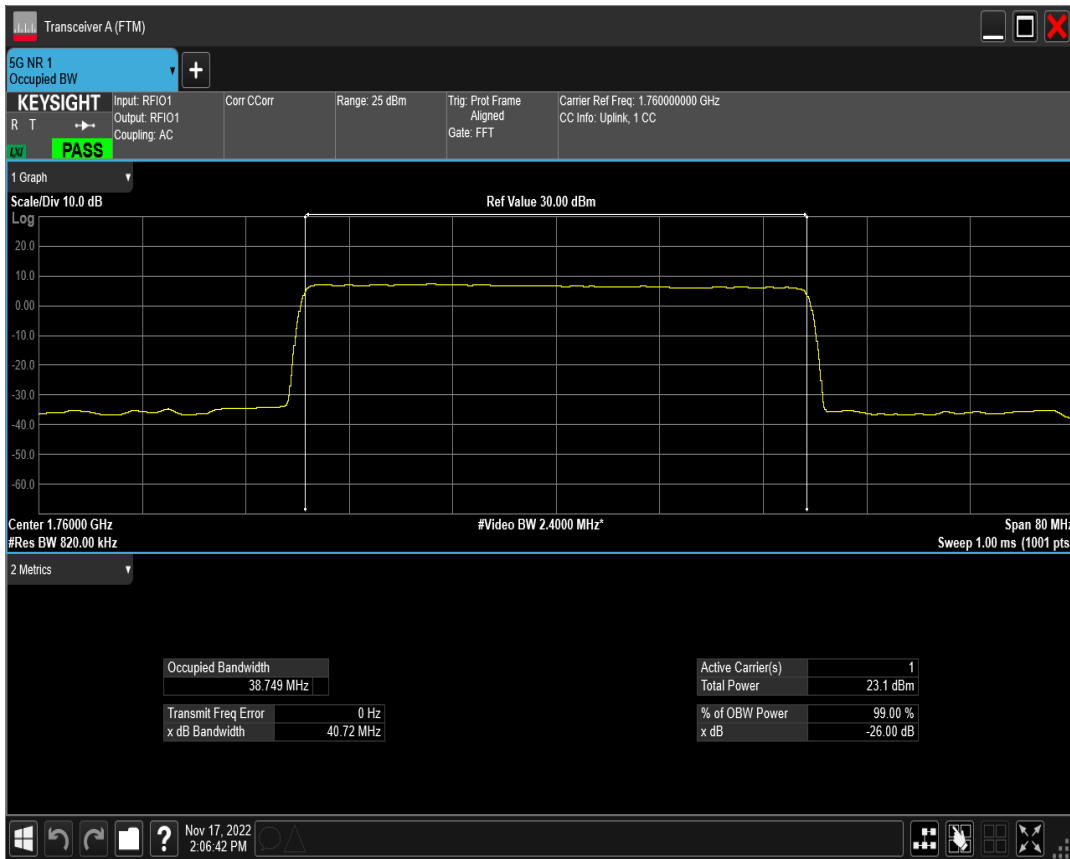 Transceiver A (FTM)
5G NR 1
Occupied BW
+
KEYSIGHT
R T
LXI
PASS
Input: RFIO1
Output: RFIO1
Coupling: AC
Corr CCorr
Range: 25 dBm
Trig: Prot Frame
Aligned
Gate: FFT
Carrier Ref Freq: 1.760000000 GHz
CC Info: Uplink, 1 CC
1 Graph
Scale/Div 10.0 dB
Ref Value 30.00 dBm
Log
20.0
10.0
0.00
-10.0
-20.0
-30.0
-40.0
-50.0
-60.0
Center 1.76000 GHz
#Video BW 2.4000 MHz*
Span 80 MHz
#Res BW 820.00 kHz
Sweep 1.00 ms (1001 pts
2 Metrics
Occupied Bandwidth
38.749 MHz
Transmit Freq Error 0 Hz
x dB Bandwidth 40.72 MHz
Active Carrier(s) 1
Total Power 23.1 dBm
% of OBW Power 99.00 %
x dB -26.00 dB
?
Nov 17, 2022
2:06:42 PM